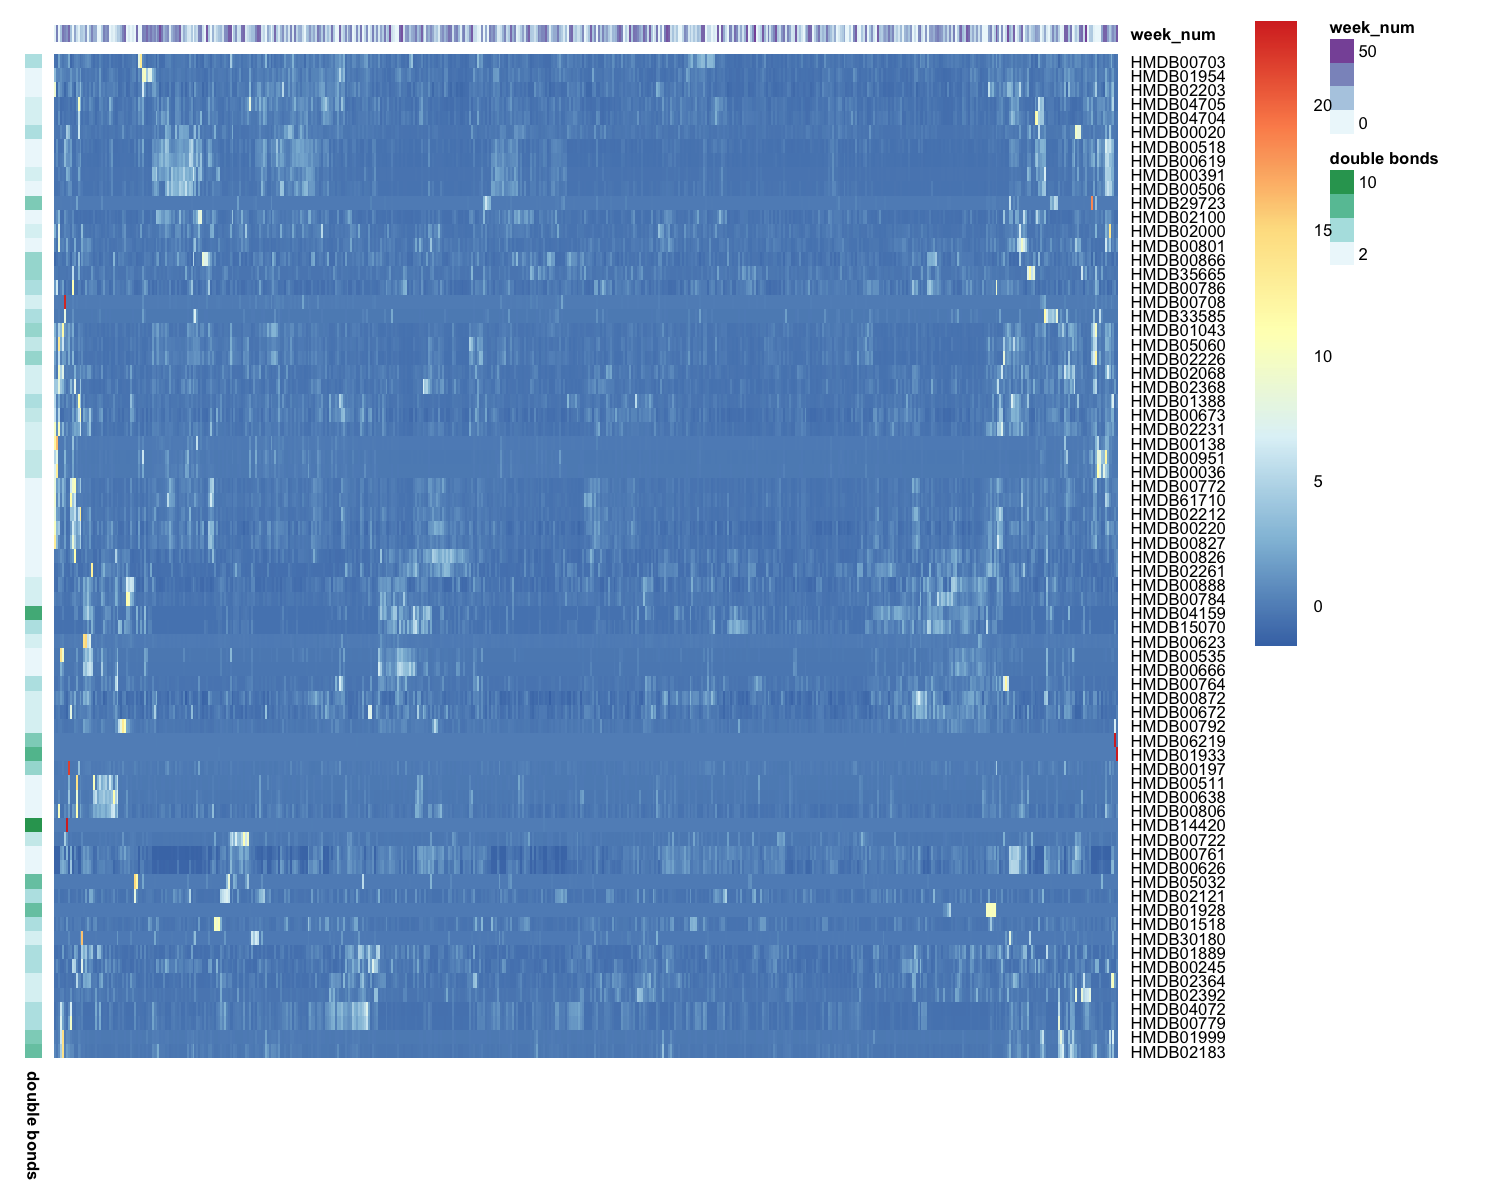 week_num
HMDB00703
HMDB01954
HMDB02203
HMDB04705
HMDB04704
HMDB00020
HMDB00518
HMDB00619
HMDB00391
HMDB00506
HMDB29723
HMDB02100
HMDB02000
HMDB00801
HMDB00866
HMDB35665
HMDB00786
HMDB00708
HMDB33585
HMDB01043
HMDB05060
HMDB02226
HMDB02068
HMDB02368
HMDB01388
HMDB00673
HMDB02231
HMDB00138
HMDB00951
HMDB00036
HMDB00772
HMDB61710
HMDB02212
HMDB00220
HMDB00827
HMDB00826
HMDB02261
HMDB00888
HMDB00784
HMDB04159
HMDB15070
HMDB00623
HMDB00535
HMDB00666
HMDB00764
HMDB00872
HMDB00672
HMDB00792
HMDB06219
HMDB01933
HMDB00197
HMDB00511
HMDB00638
HMDB00806
HMDB14420
HMDB00722
HMDB00761
HMDB00626
HMDB05032
HMDB02121
HMDB01928
HMDB01518
HMDB30180
HMDB01889
HMDB00245
HMDB02364
HMDB02392
HMDB04072
HMDB00779
HMDB01999
HMDB02183
double bonds
20
15
10
5
0
week_num
50
0
double bonds
10
2